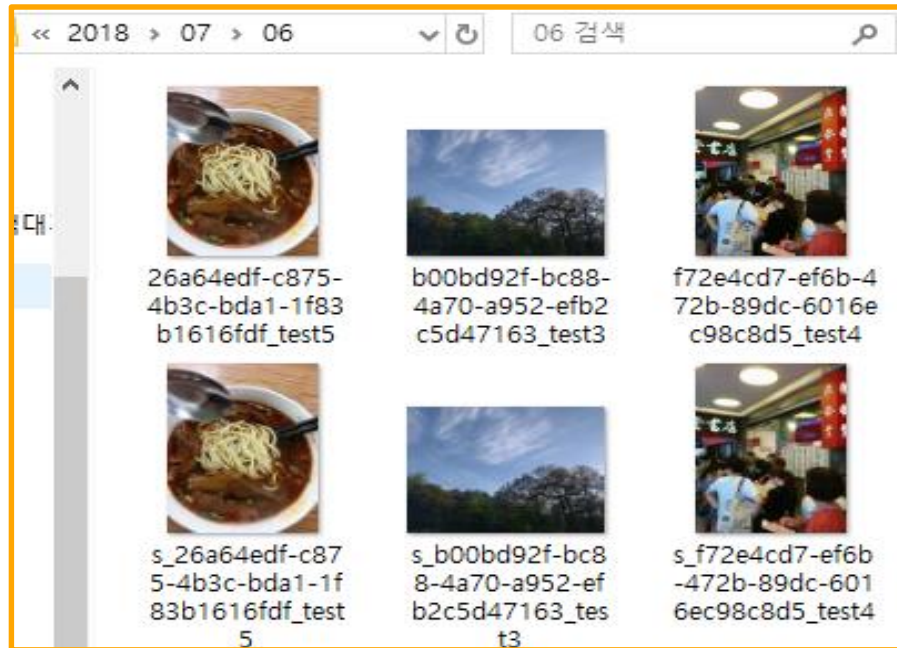 « 2018 › 07 › 06
06 검색
26a64edf-c875-
4b3c-bda1-1f83
b1616fdf_test5
b00bd92f-bc88-
4a70-a952-efb2
c5d47163_test3
f72e4cd7-ef6b-4
72b-89dc-6016e
c98c8d5_test4
s_26a64edf-c87
5-4b3c-bda1-1f
83b1616fdf_test
5
s_b00bd92f-bc8
8-4a70-a952-ef
b2c5d47163_tes
t3
s_f72e4cd7-ef6b
-472b-89dc-601
6ec98c8d5_test4